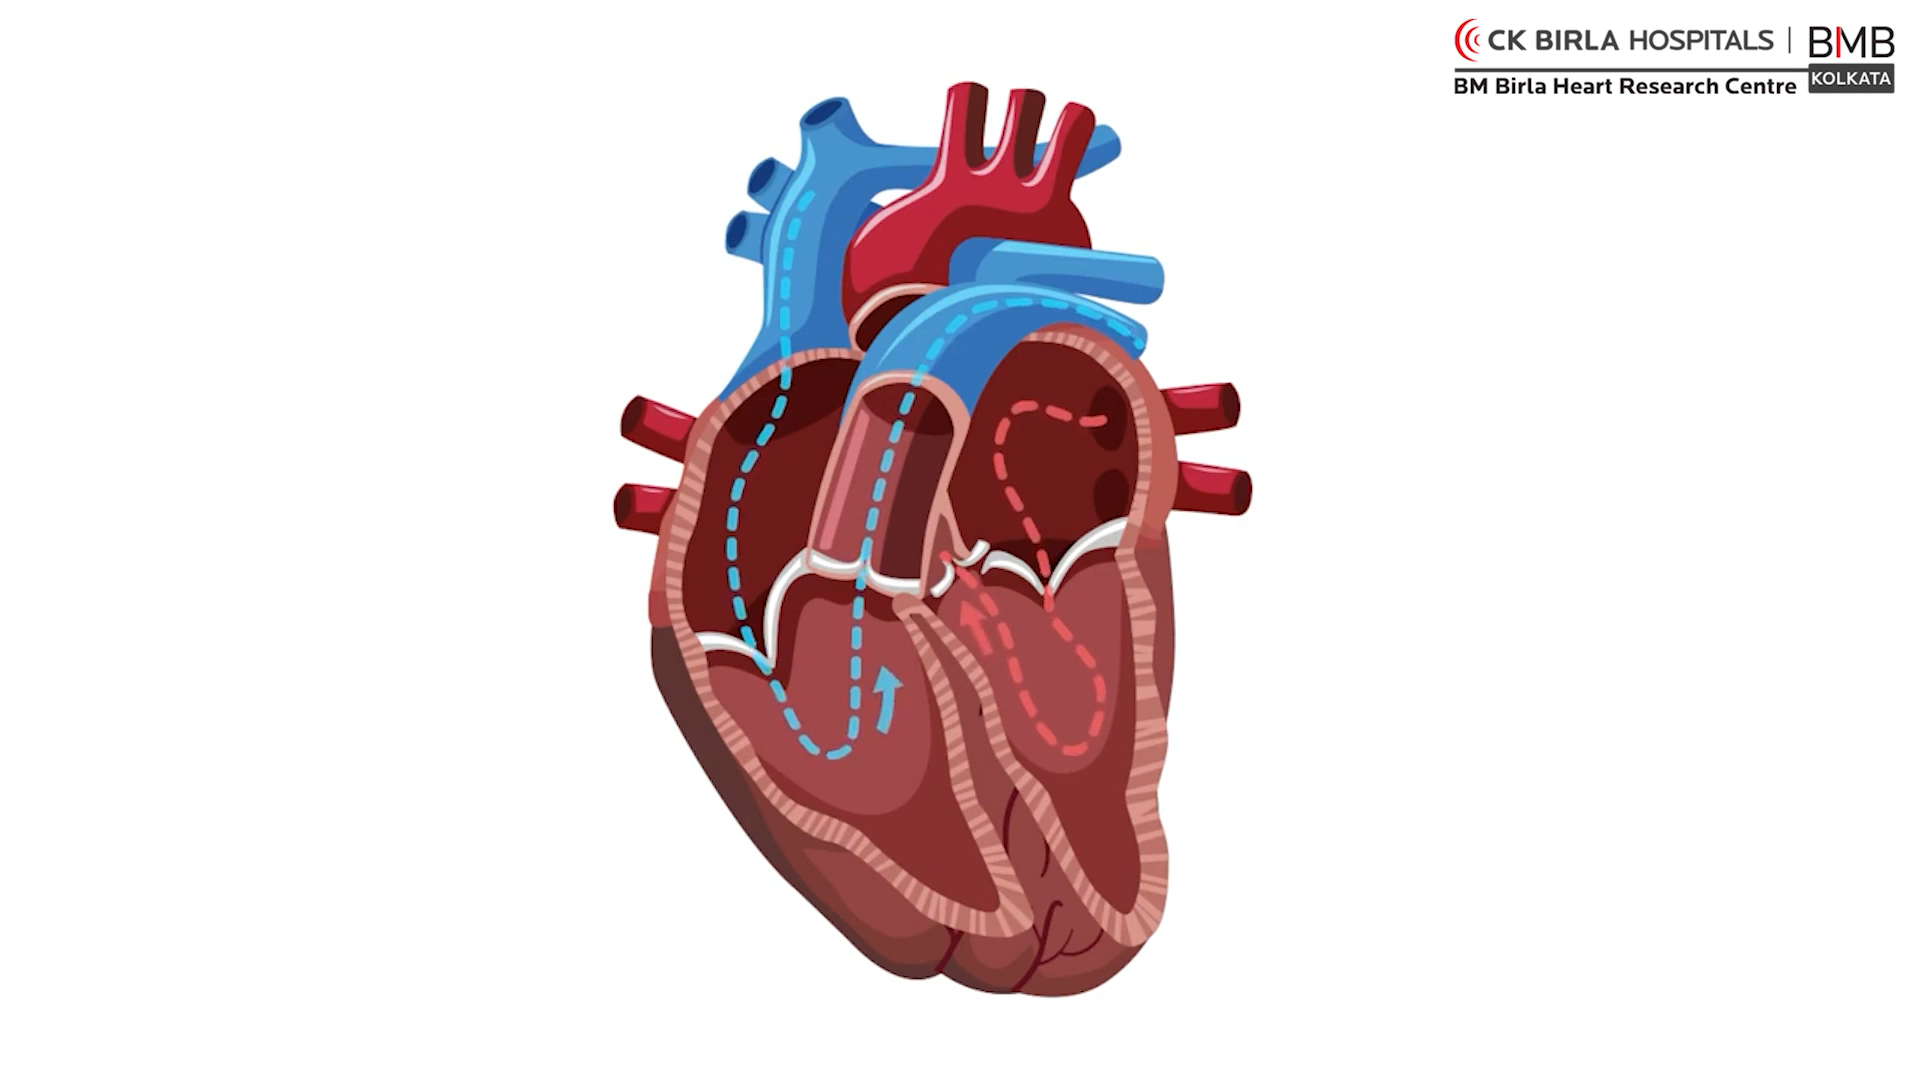 CK BIRLA HOSPITALS | BMB
KOLKATA
BM Birla Heart Research Centre